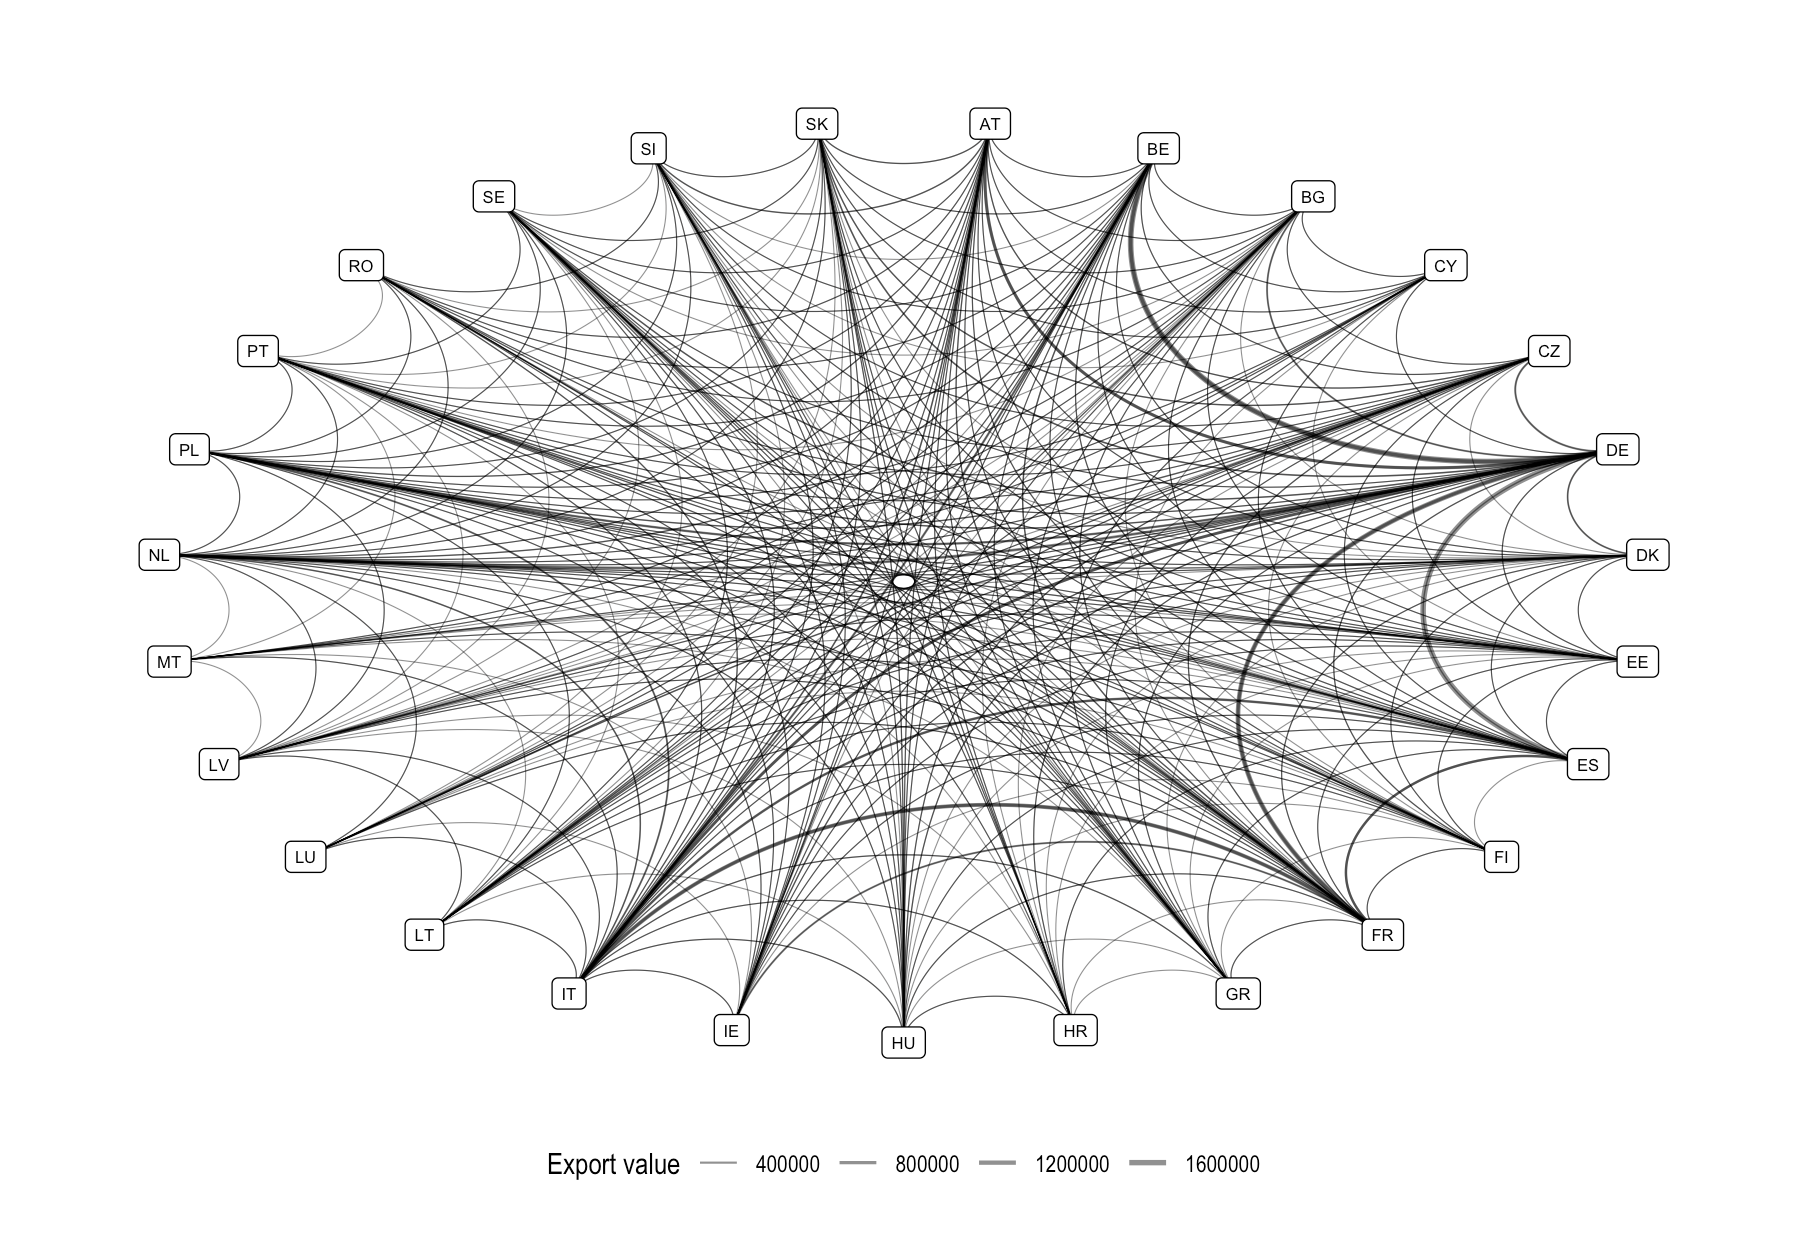 SK AT
SI BE
SE BG
RO CY
PT CZ
PL DE
NL DK
MT EE
LV ES
LU FI
LT FR
IT GR
IE HR
HU
Export value 400000 800000 1200000 1600000